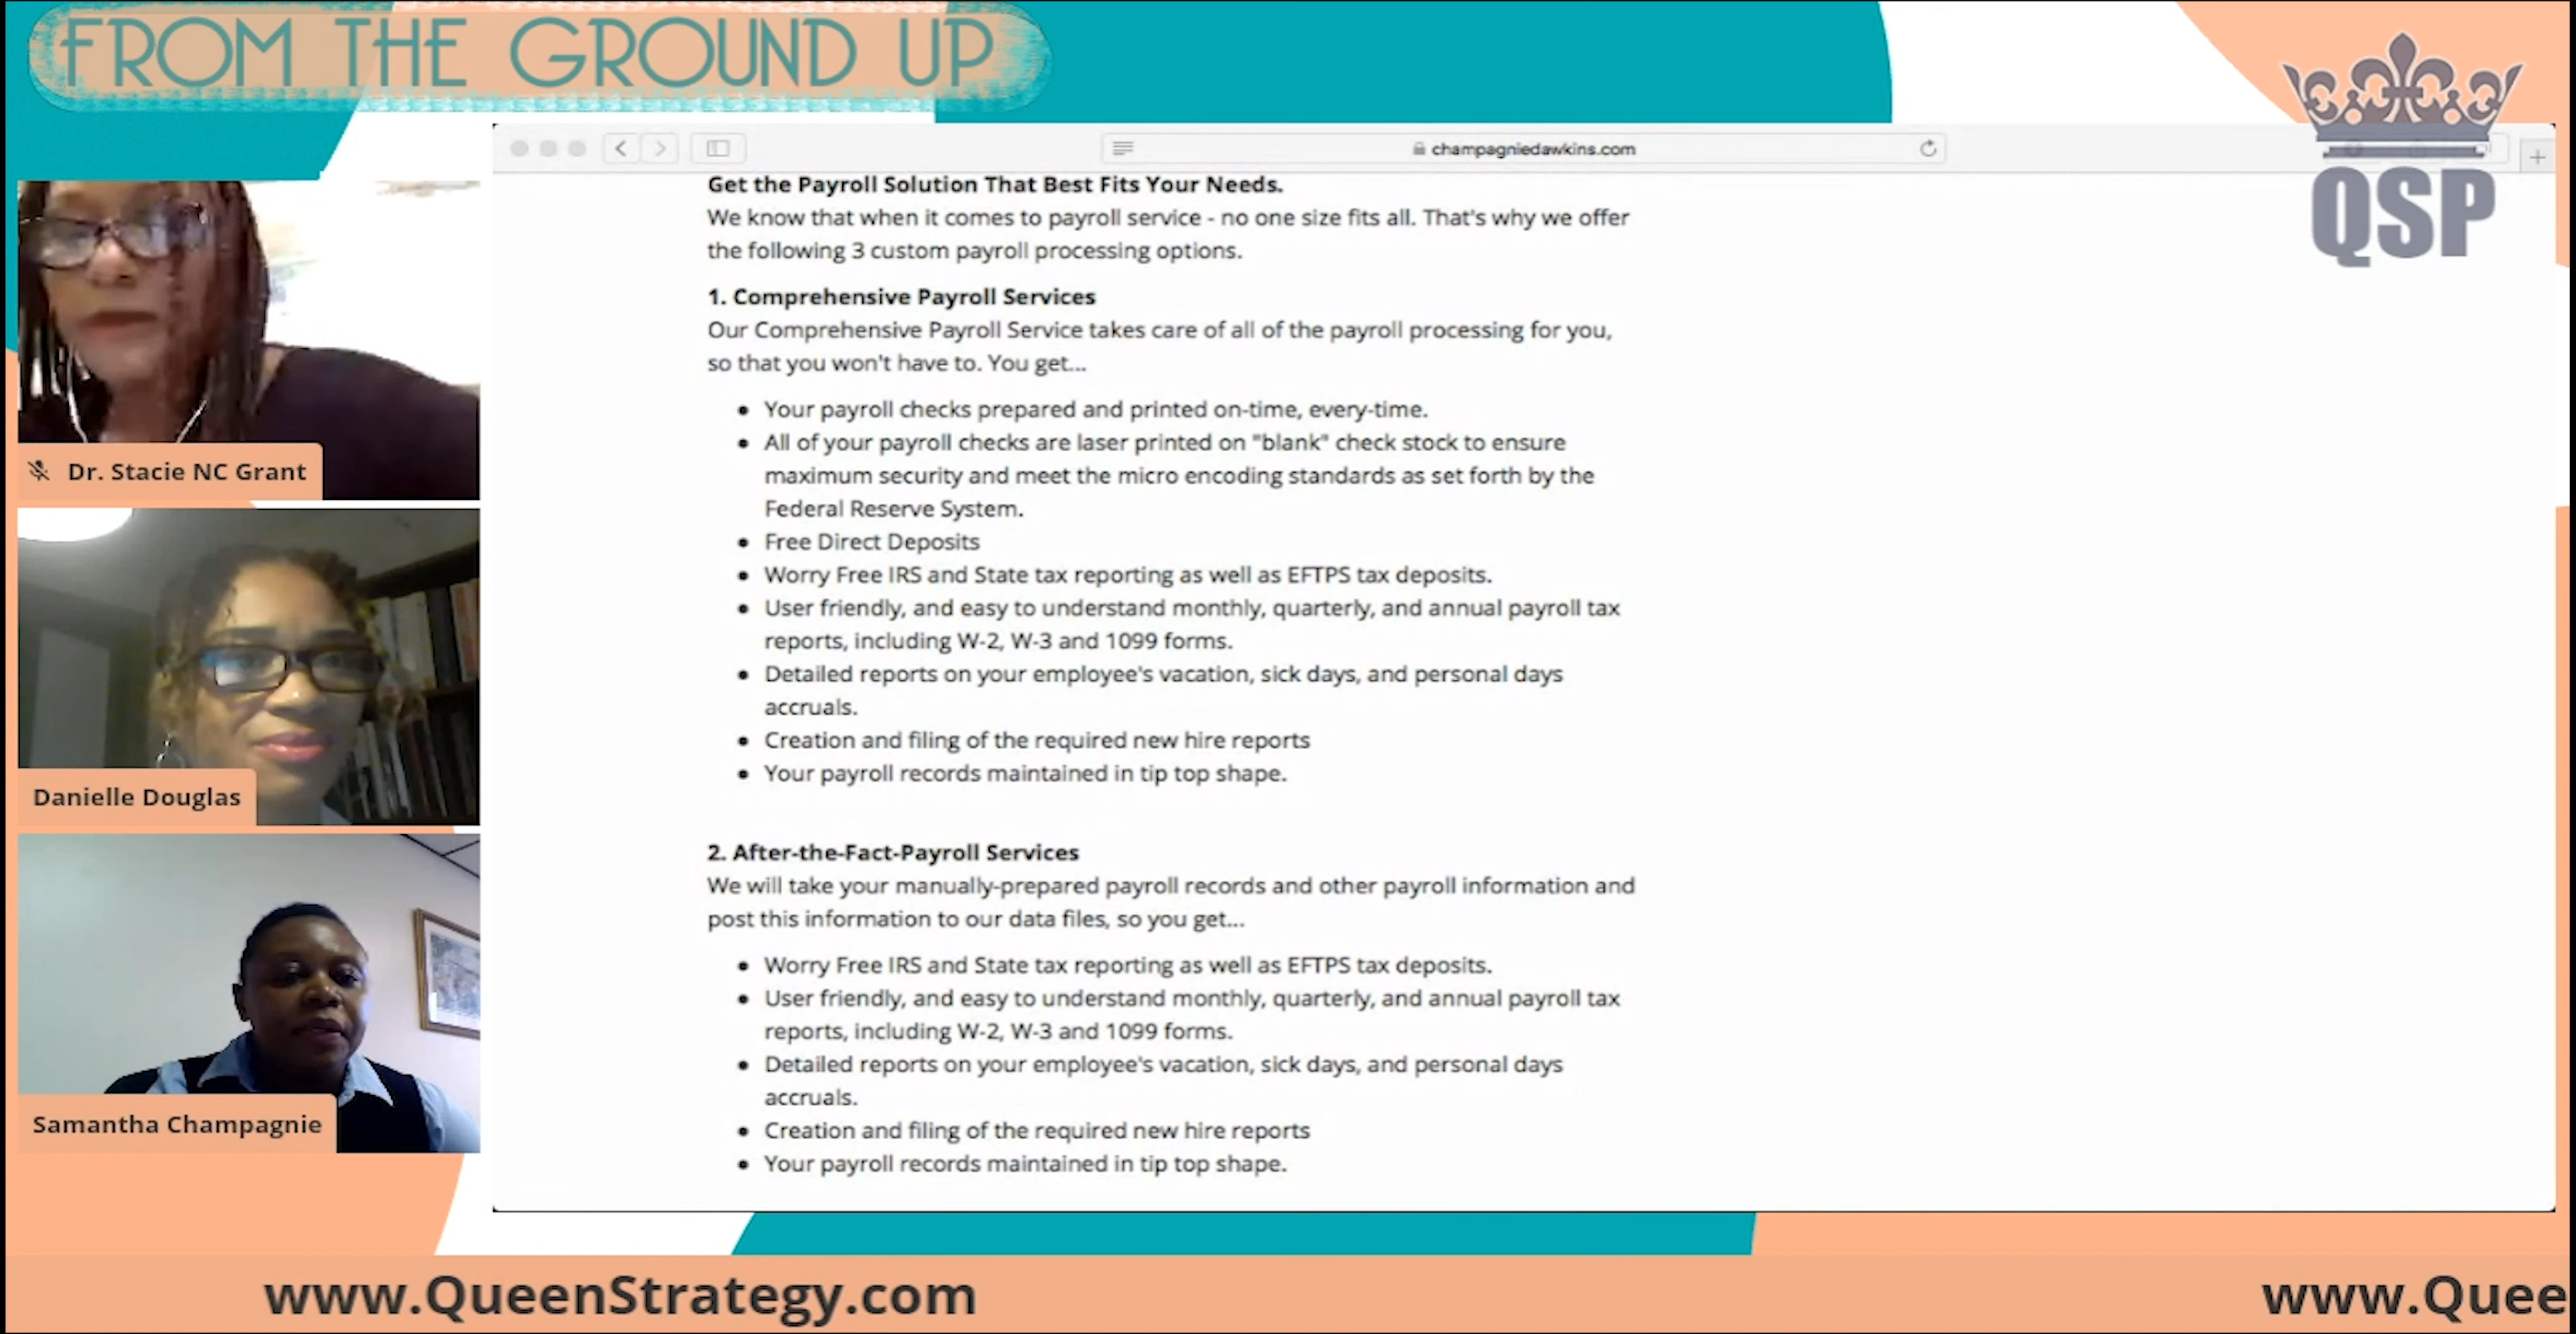 FROM THE GROUND UP
QSP
champagniedawkins.com
Get the Payroll Solution That Best Fits Your Needs.
We know that when it comes to payroll service - no one size fits all. That's why we offer
the following 3 custom payroll processing options.
1. Comprehensive Payroll Services
Our Comprehensive Payroll Service takes care of all of the payroll processing for you,
so that you won't have to. You get...
• Your payroll checks prepared and printed on-time, every-time.
• All of your payroll checks are laser printed on "blank" check stock to ensure
maximum security and meet the micro encoding standards as set forth by the
Federal Reserve System.
• Free Direct Deposits
• Worry Free IRS and State tax reporting as well as EFTPS tax deposits.
• User friendly, and easy to understand monthly, quarterly, and annual payroll tax
reports, including W-2, W-3 and 1099 forms.
• Detailed reports on your employee's vacation, sick days, and personal days
accruals.
• Creation and filing of the required new hire reports
• Your payroll records maintained in tip top shape.
2. After-the-Fact-Payroll Services
We will take your manually-prepared payroll records and other payroll information and
post this information to our data files, so you get...
• Worry Free IRS and State tax reporting as well as EFTPS tax deposits.
• User friendly, and easy to understand monthly, quarterly, and annual payroll tax
reports, including W-2, W-3 and 1099 forms.
• Detailed reports on your employee's vacation, sick days, and personal days
accruals.
• Creation and filing of the required new hire reports
• Your payroll records maintained in tip top shape.
Dr. Stacie NC Grant
Danielle Douglas
Samantha Champagnie
www.QueenStrategy.com
www.Quee